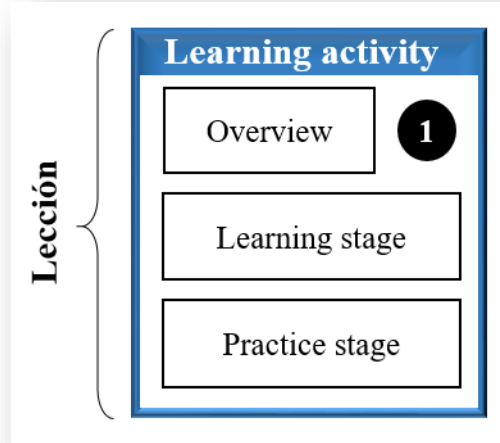 Learning activity
Overview
1
Lección
Learning stage
Practice stage